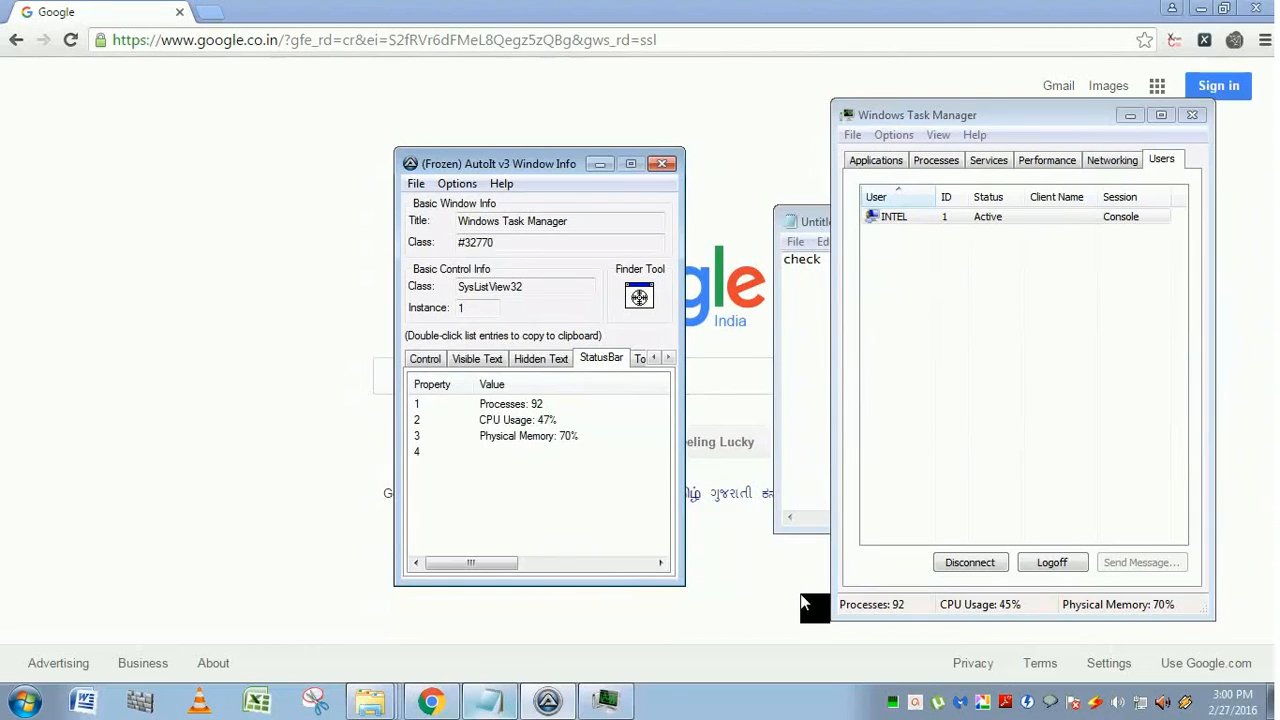 Google
https://www.google.co.in/?gfe_rd=cr&ei=S2fRVr6dFMeL8Qegz5zQBg&gws_rd=ssl
Gmail Images Sign in
(Frozen) AutoIt v3 Window Info
File Options Help
Basic Window Info
Title: Windows Task Manager
Class: #32770
Basic Control Info
Class: SysListView32
Instance: 1
Finder Tool
(Double-click list entries to copy to clipboard)
Control Visible Text Hidden Text StatusBar To
Property Value
1 Processes: 92
2 CPU Usage: 47%
3 Physical Memory: 70%
4
Untitle
File Ed
check
gle
India
eeling Lucky
ગુજરાતી
Windows Task Manager
File Options View Help
Applications Processes Services Performance Networking Users
User ID Status Client Name Session
INTEL 1 Active Console
Disconnect Logoff Send Message...
Processes: 92 CPU Usage: 45% Physical Memory: 70%
Advertising Business About Privacy Terms Settings Use Google.com
3:00 PM
2/27/2016